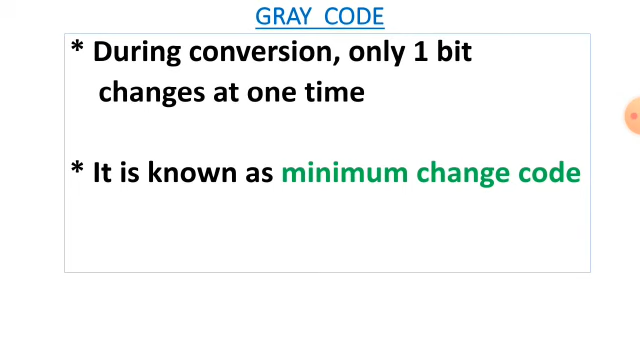 GRAY CODE
* During conversion, only 1 bit
changes at one time
* It is known as minimum change code